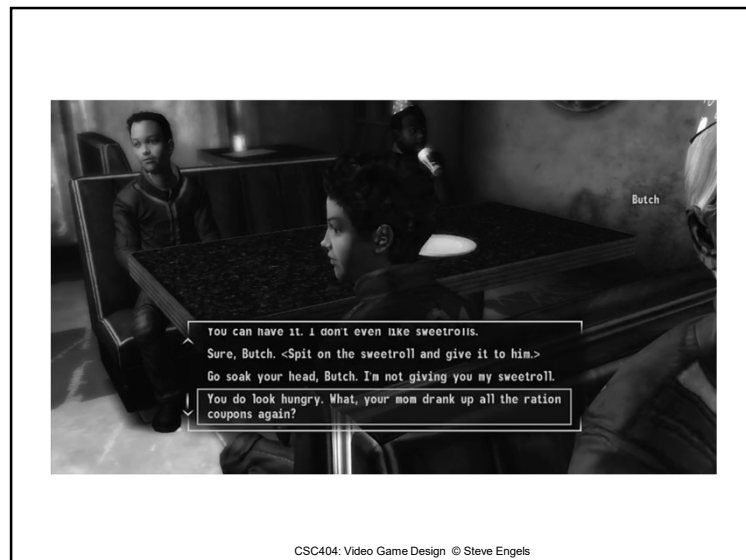 Butch
You can have it. I don't even like sweetrolls.
Sure, Butch. <Spit on the sweetroll and give it to him.>
Go soak your head, Butch. I'm not giving you my sweetroll.
You do look hungry. What, your mom drank up all the ration
coupons again?
CSC404: Video Game Design © Steve Engels